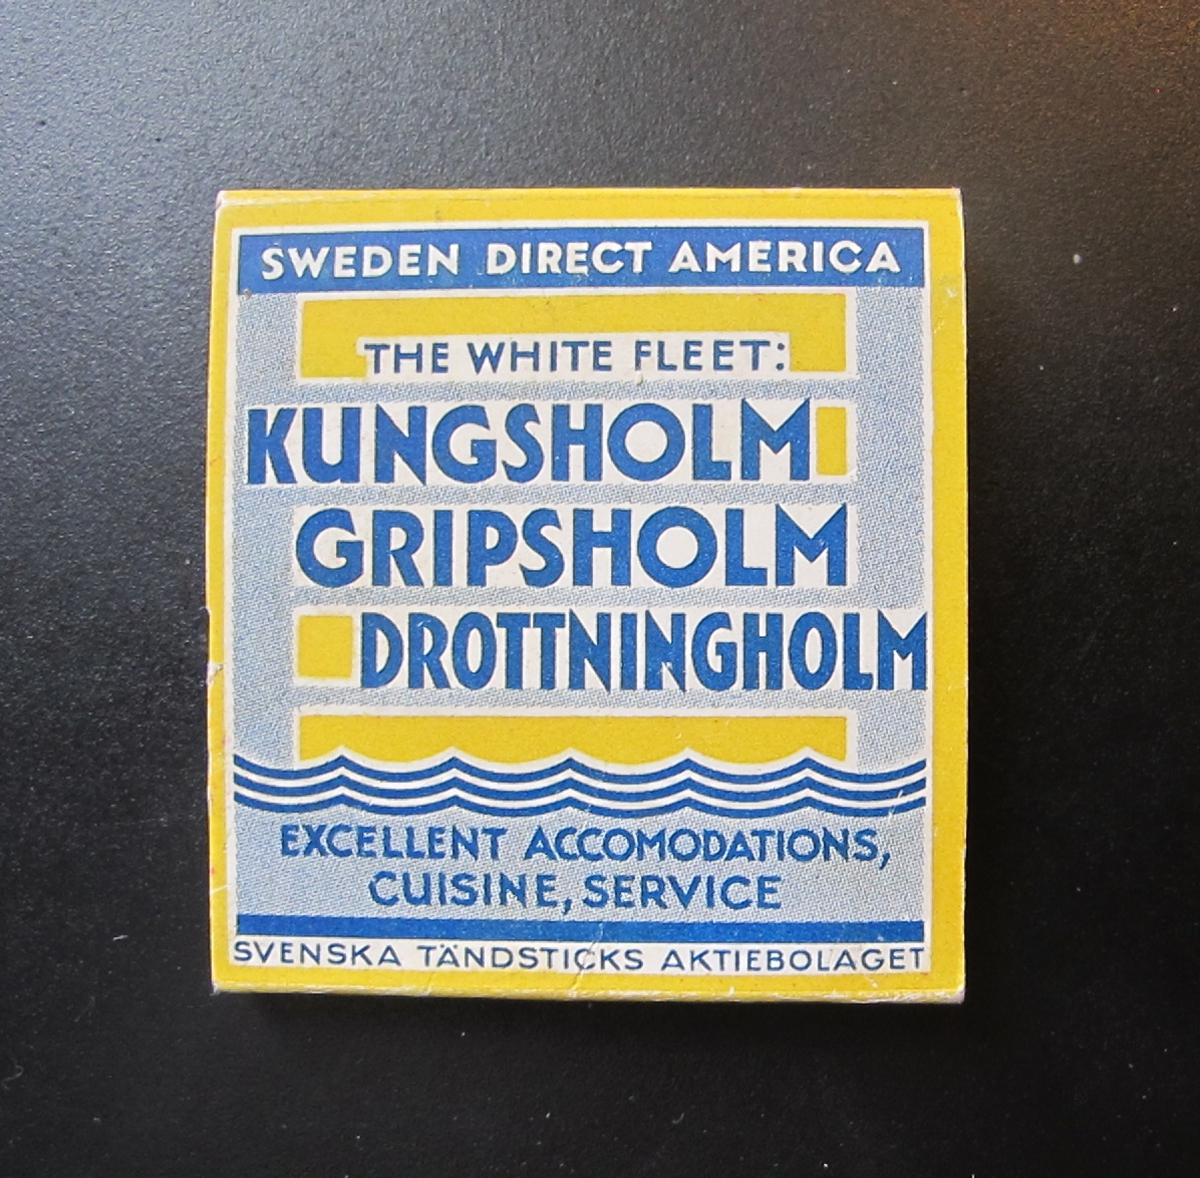 SWEDEN DIRECT AMERICA
THE WHITE FLEET:
KUNGSHOLM
GRIPSHOLM
DROTTNINGHOLM
EXCELLENT ACCOMODATIONS,
CUISINE, SERVICE
SVENSKA TÄNDSTICKS AKTIEBOLAGET